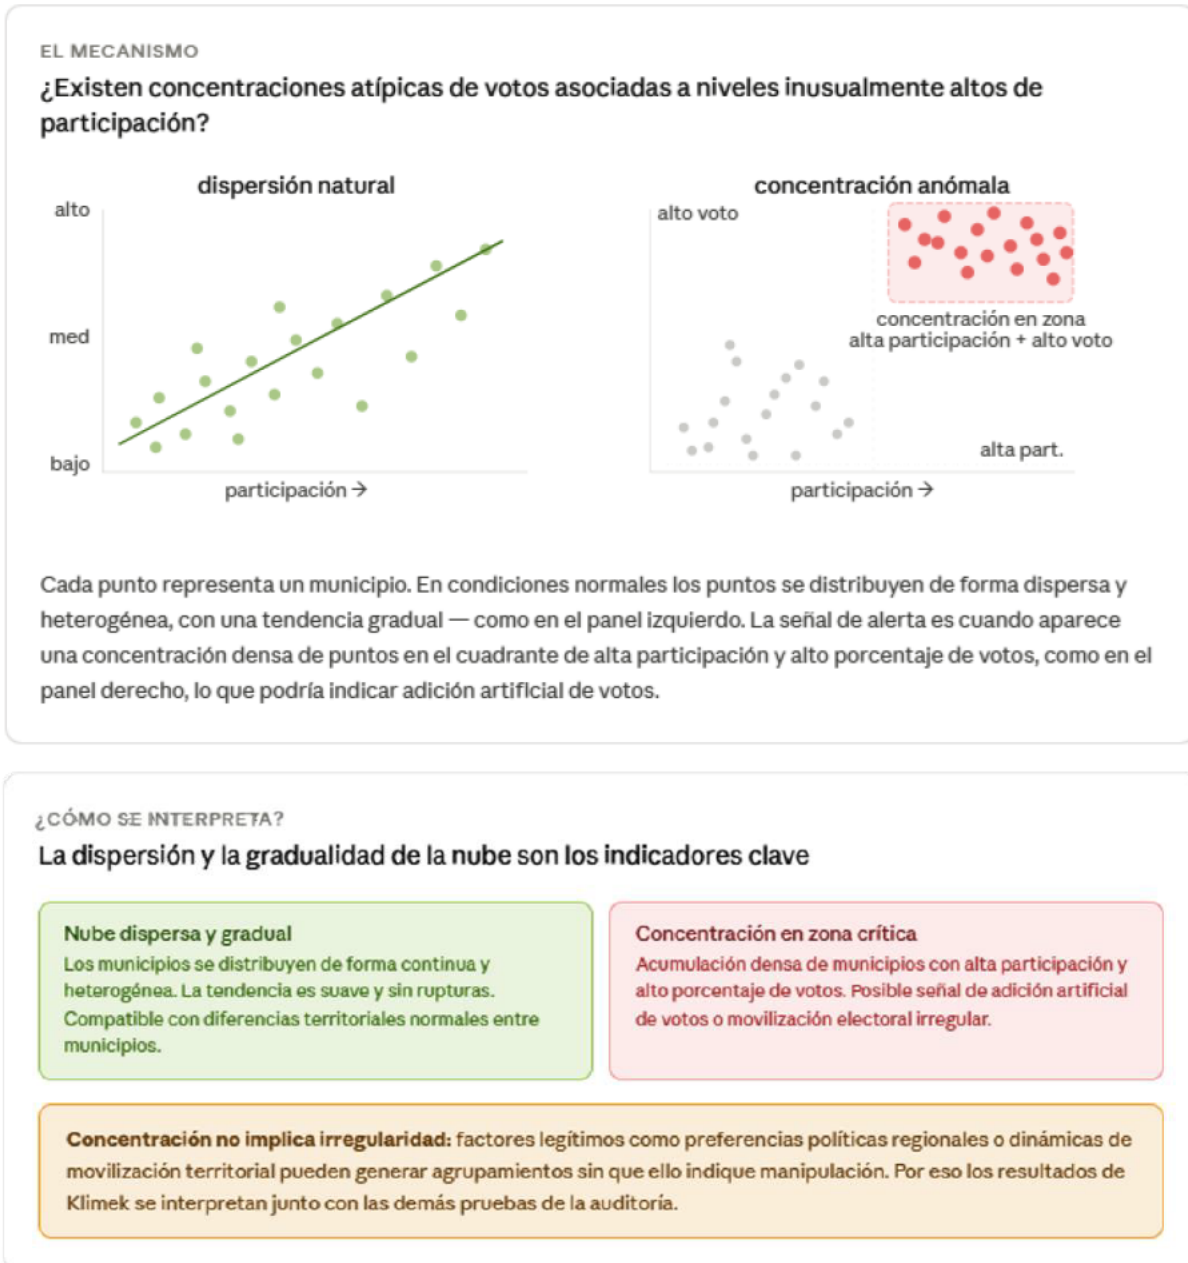 EL MECANISMO
¿Existen concentraciones atípicas de votos asociadas a niveles inusualmente altos de
participación?
dispersión natural
alto
med
bajo
participación →
concentración anómala
alto voto
concentración en zona
alta participación + alto voto
alta part.
participación →
Cada punto representa un municipio. En condiciones normales los puntos se distribuyen de forma dispersa y
heterogénea, con una tendencia gradual — como en el panel izquierdo. La señal de alerta es cuando aparece
una concentración densa de puntos en el cuadrante de alta participación y alto porcentaje de votos, como en el
panel derecho, lo que podría indicar adición artificial de votos.
¿CÓMO SE INTERPRETA?
La dispersión y la gradualidad de la nube son los indicadores clave
Nube dispersa y gradual
Los municipios se distribuyen de forma continua y
heterogénea. La tendencia es suave y sin rupturas.
Compatible con diferencias territoriales normales entre
municipios.
Concentración en zona crítica
Acumulación densa de municipios con alta participación y
alto porcentaje de votos. Posible señal de adición artificial
de votos o movilización electoral irregular.
Concentración no implica irregularidad: factores legítimos como preferencias políticas regionales o dinámicas de
movilización territorial pueden generar agrupamientos sin que ello indique manipulación. Por eso los resultados de
Klimek se interpretan junto con las demás pruebas de la auditoría.